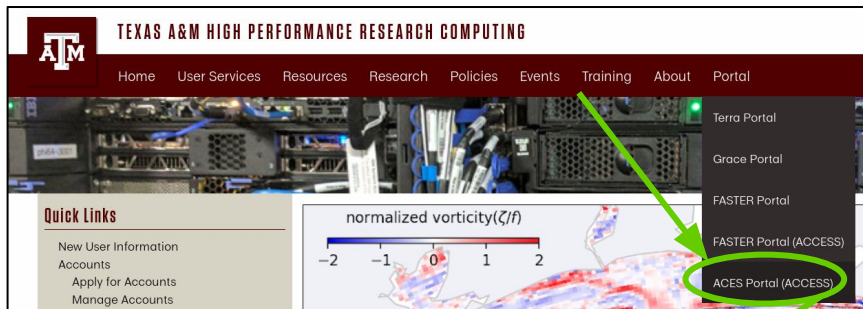 TEXAS A&M HIGH PERFORMANCE RESEARCH COMPUTING
ATM
Home User Services Resources Research Policies Events Training About Portal
Terra Portal
Grace Portal
FASTER Portal
FASTER Portal (ACCESS)
ACES Portal (ACCESS)
Quick Links
New User Information
Accounts
Apply for Accounts
Manage Accounts
normalized vorticity(ζ/f)
−2 −1 0 1 2